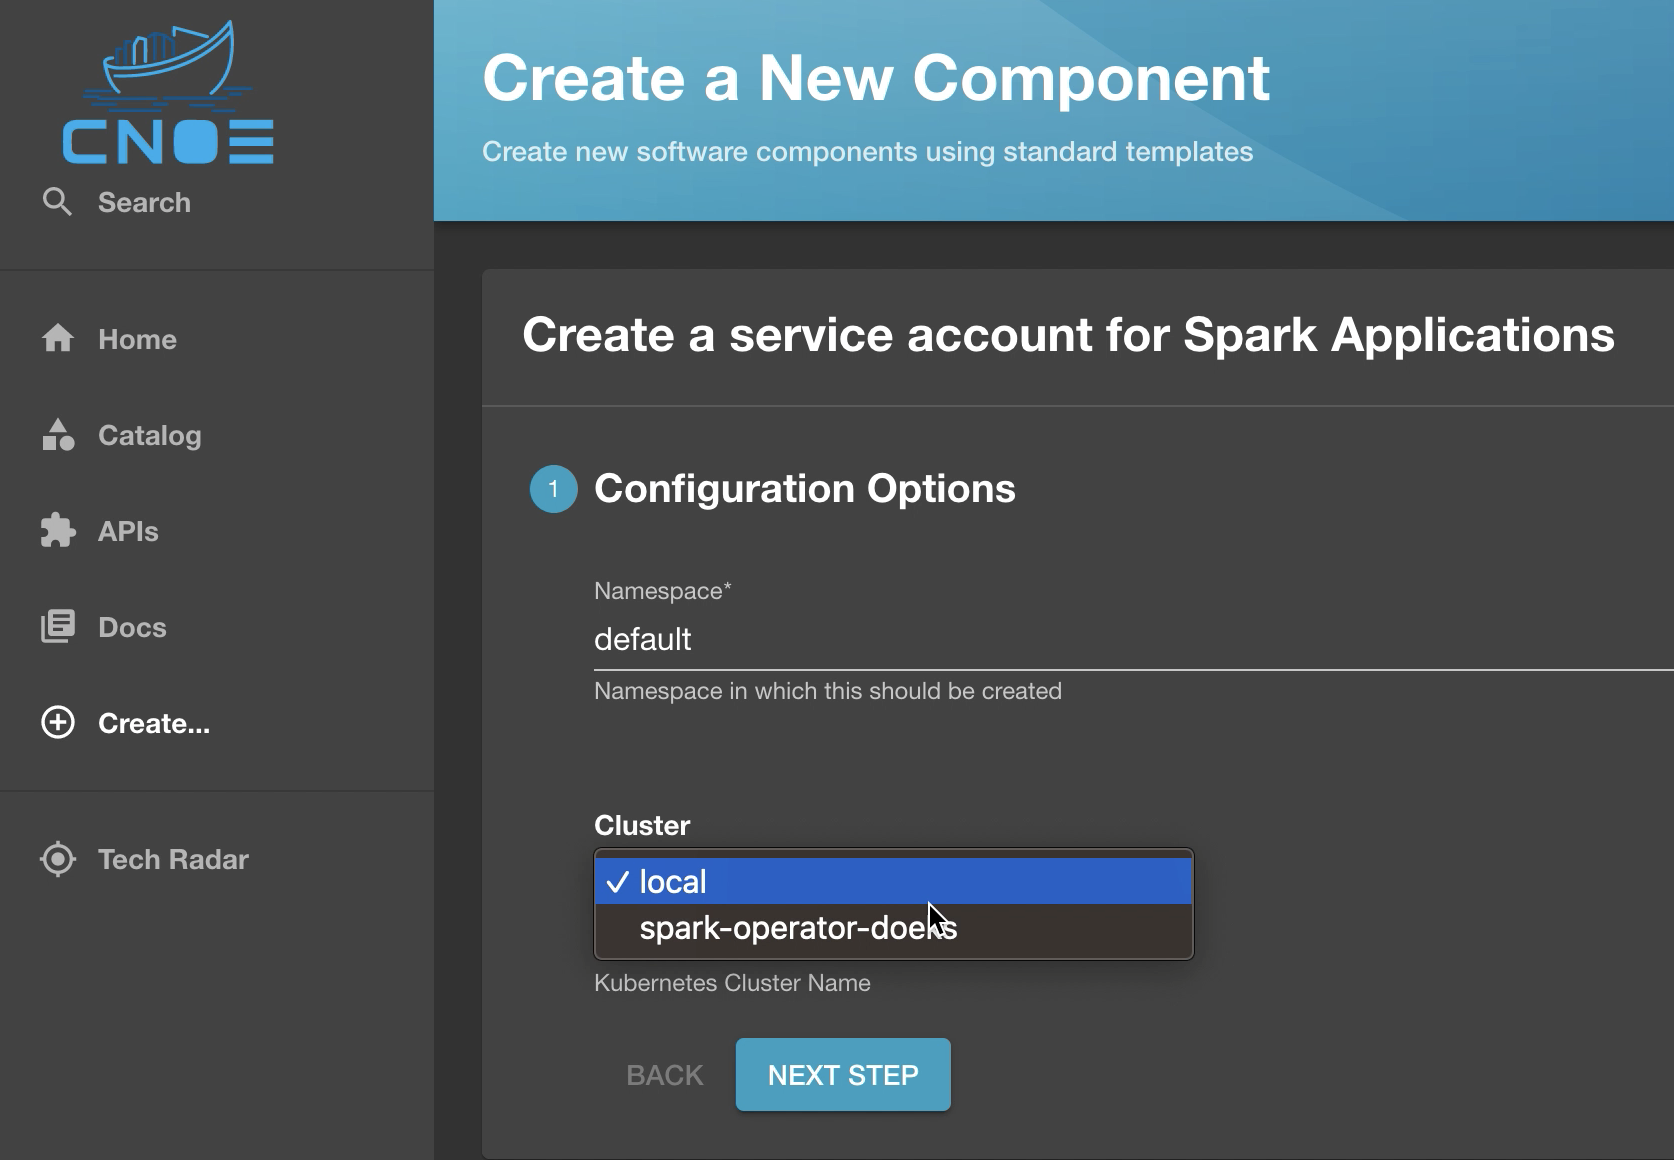 CNOE
Search
Home
Catalog
APIs
Docs
Create...
Tech Radar
Create a New Component
Create new software components using standard templates
Create a service account for Spark Applications
1 Configuration Options
Namespace*
default
Namespace in which this should be created
Cluster
✓ local
spark-operator-doeks
Kubernetes Cluster Name
BACK NEXT STEP